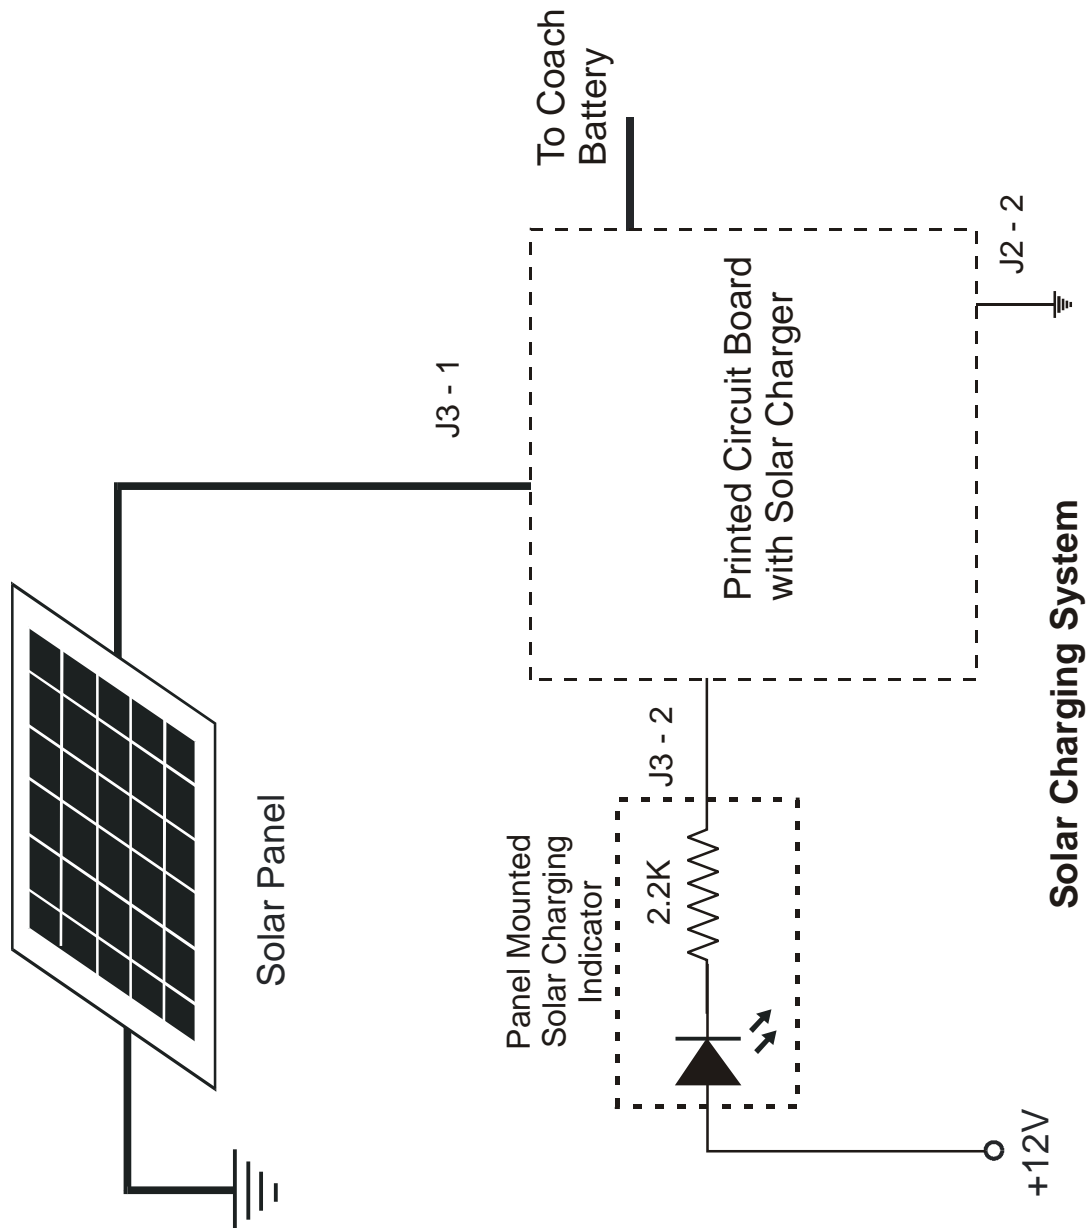 Solar Panel
J3 - 1
To Coach
Battery
Panel Mounted
Solar Charging
Indicator
2.2K
J3 - 2
Printed Circuit Board
with Solar Charger
J2 - 2
+12V
Solar Charging System